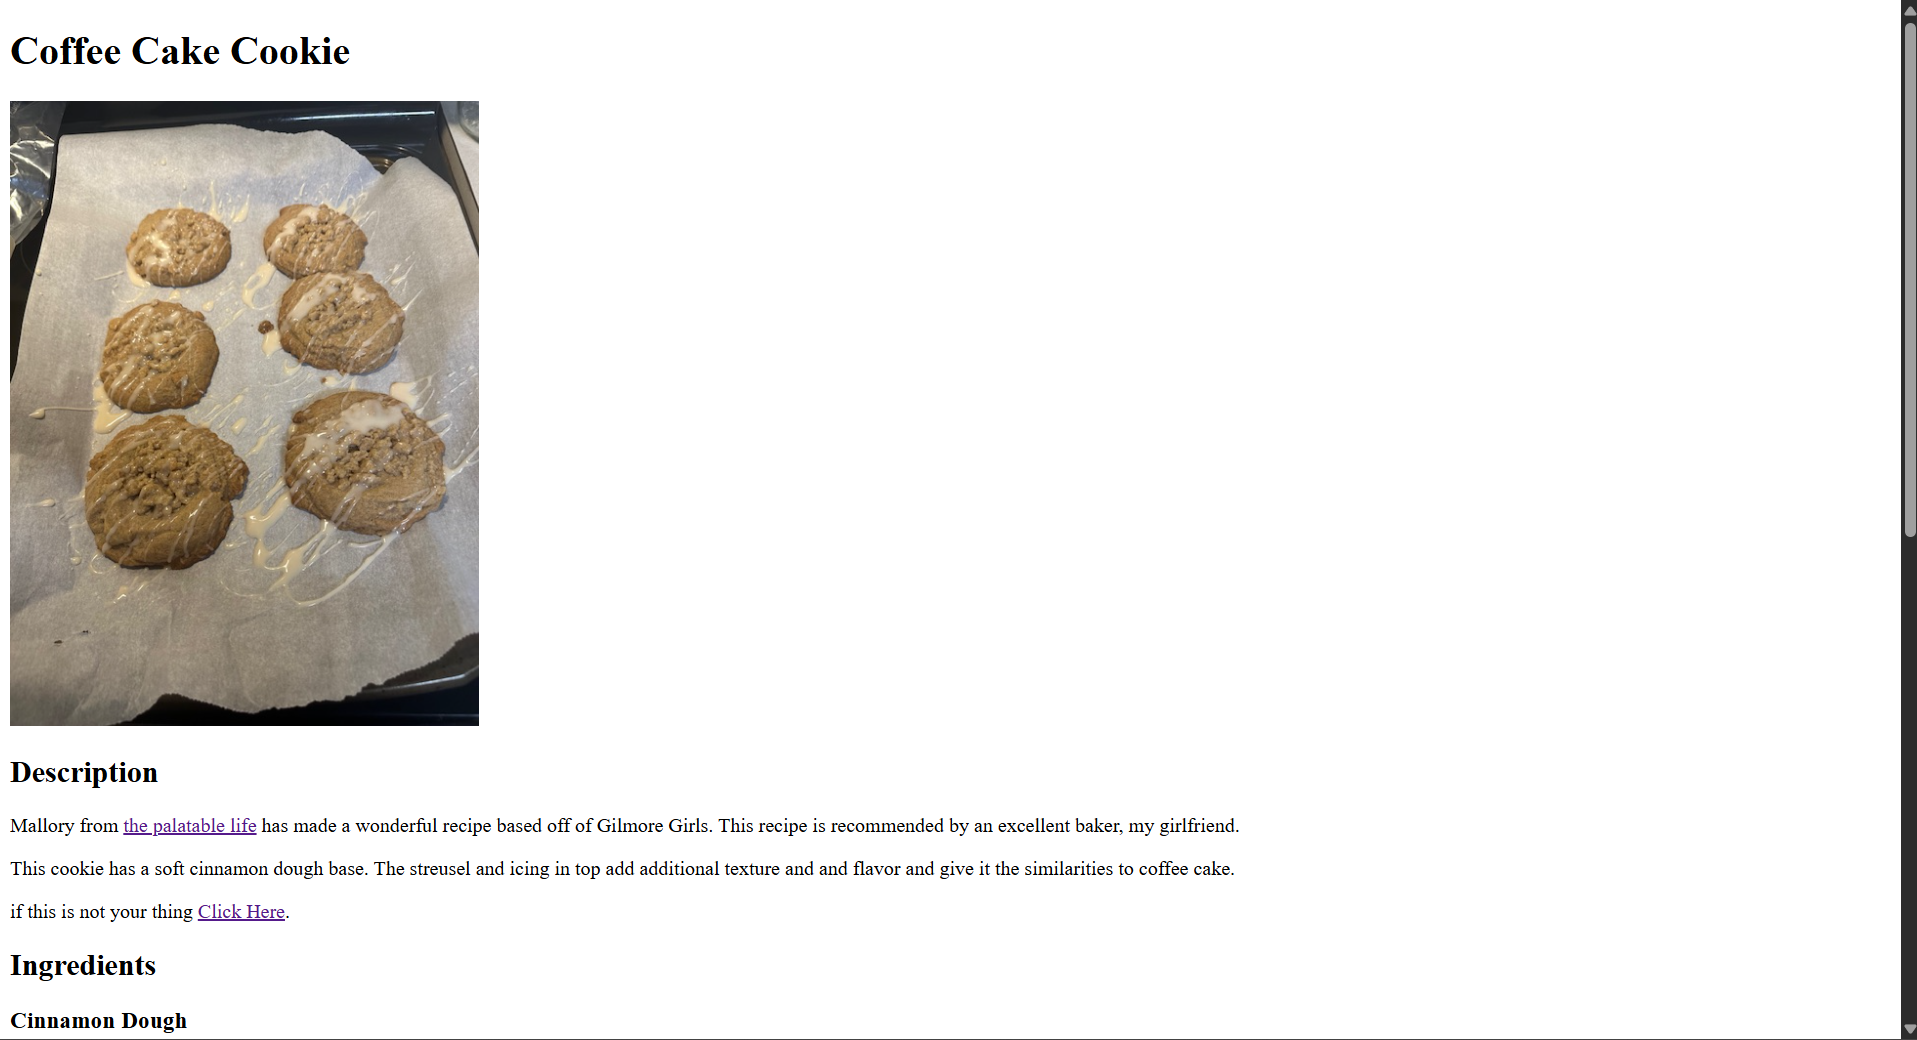 Coffee Cake Cookie
Description
Mallory from the palatable life has made a wonderful recipe based off of Gilmore Girls. This recipe is recommended by an excellent baker, my girlfriend.
This cookie has a soft cinnamon dough base. The streusel and icing in top add additional texture and and flavor and give it the similarities to coffee cake.
if this is not your thing Click Here.
Ingredients
Cinnamon Dough